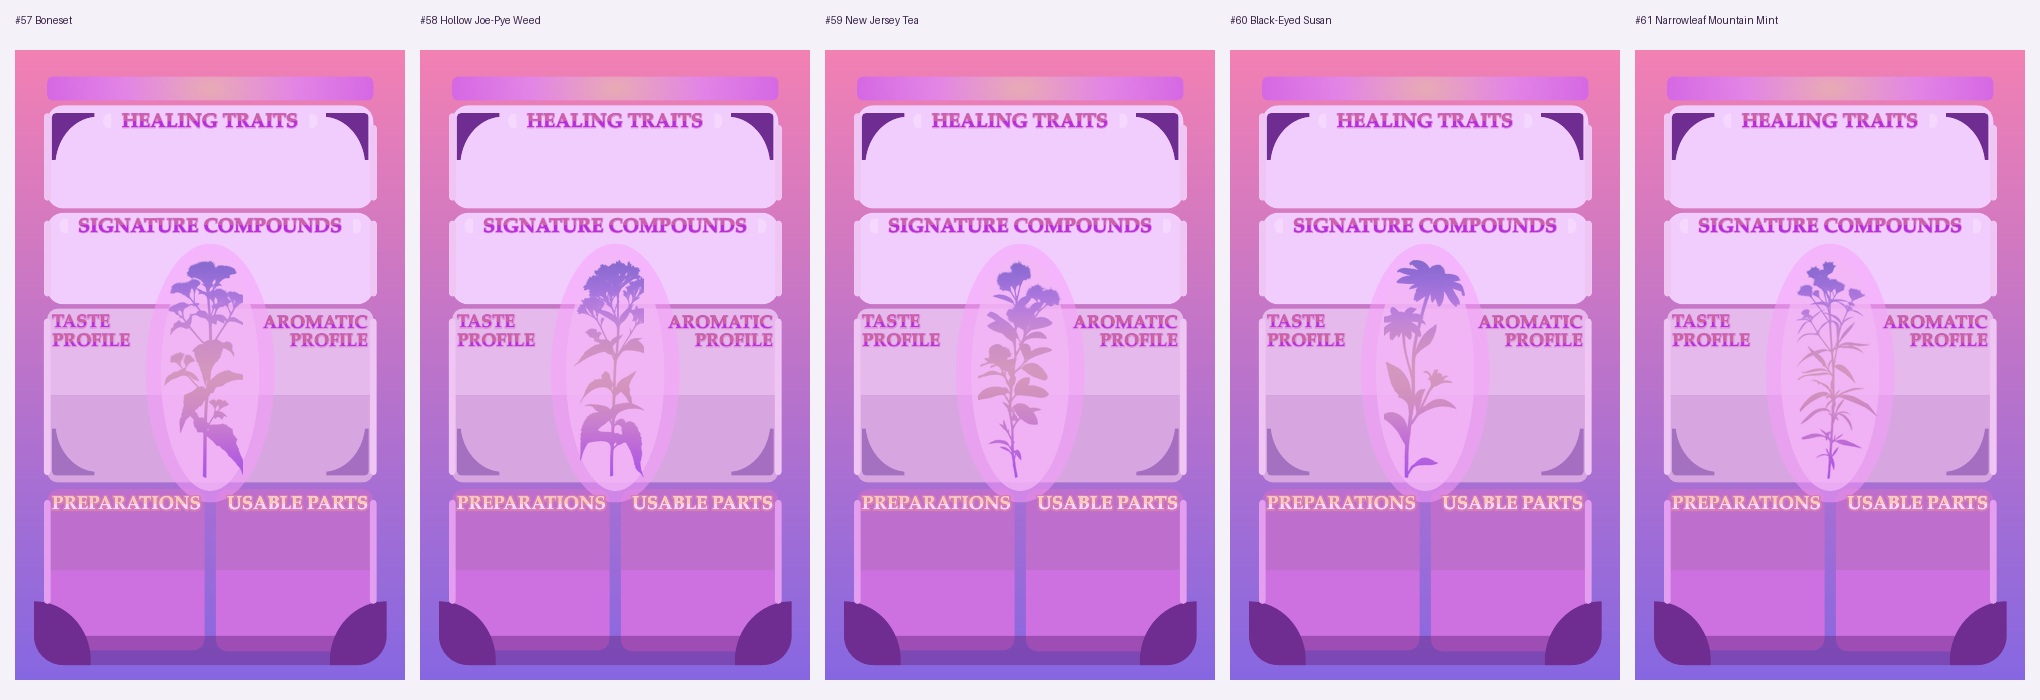 #57 Boneset
HEALING TRAITS
SIGNATURE COMPOUNDS
TASTE
PROFILE
AROMATIC
PROFILE
PREPARATIONS
USABLE PARTS
#58 Hollow Joe-Pye Weed
HEALING TRAITS
SIGNATURE COMPOUNDS
TASTE
PROFILE
AROMATIC
PROFILE
PREPARATIONS
USABLE PARTS
#59 New Jersey Tea
HEALING TRAITS
SIGNATURE COMPOUNDS
TASTE
PROFILE
AROMATIC
PROFILE
PREPARATIONS
USABLE PARTS
#60 Black-Eyed Susan
HEALING TRAITS
SIGNATURE COMPOUNDS
TASTE
PROFILE
AROMATIC
PROFILE
PREPARATIONS
USABLE PARTS
#61 Narrowleaf Mountain Mint
HEALING TRAITS
SIGNATURE COMPOUNDS
TASTE
PROFILE
AROMATIC
PROFILE
PREPARATIONS
USABLE PARTS